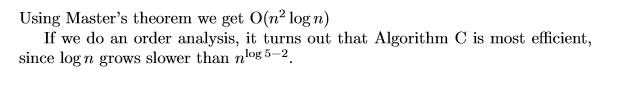 Using Master's theorem we get O(n² log n)
If we do an order analysis, it turns out that Algorithm C is most efficient,
since log n grows slower than n^{log 5−2}.